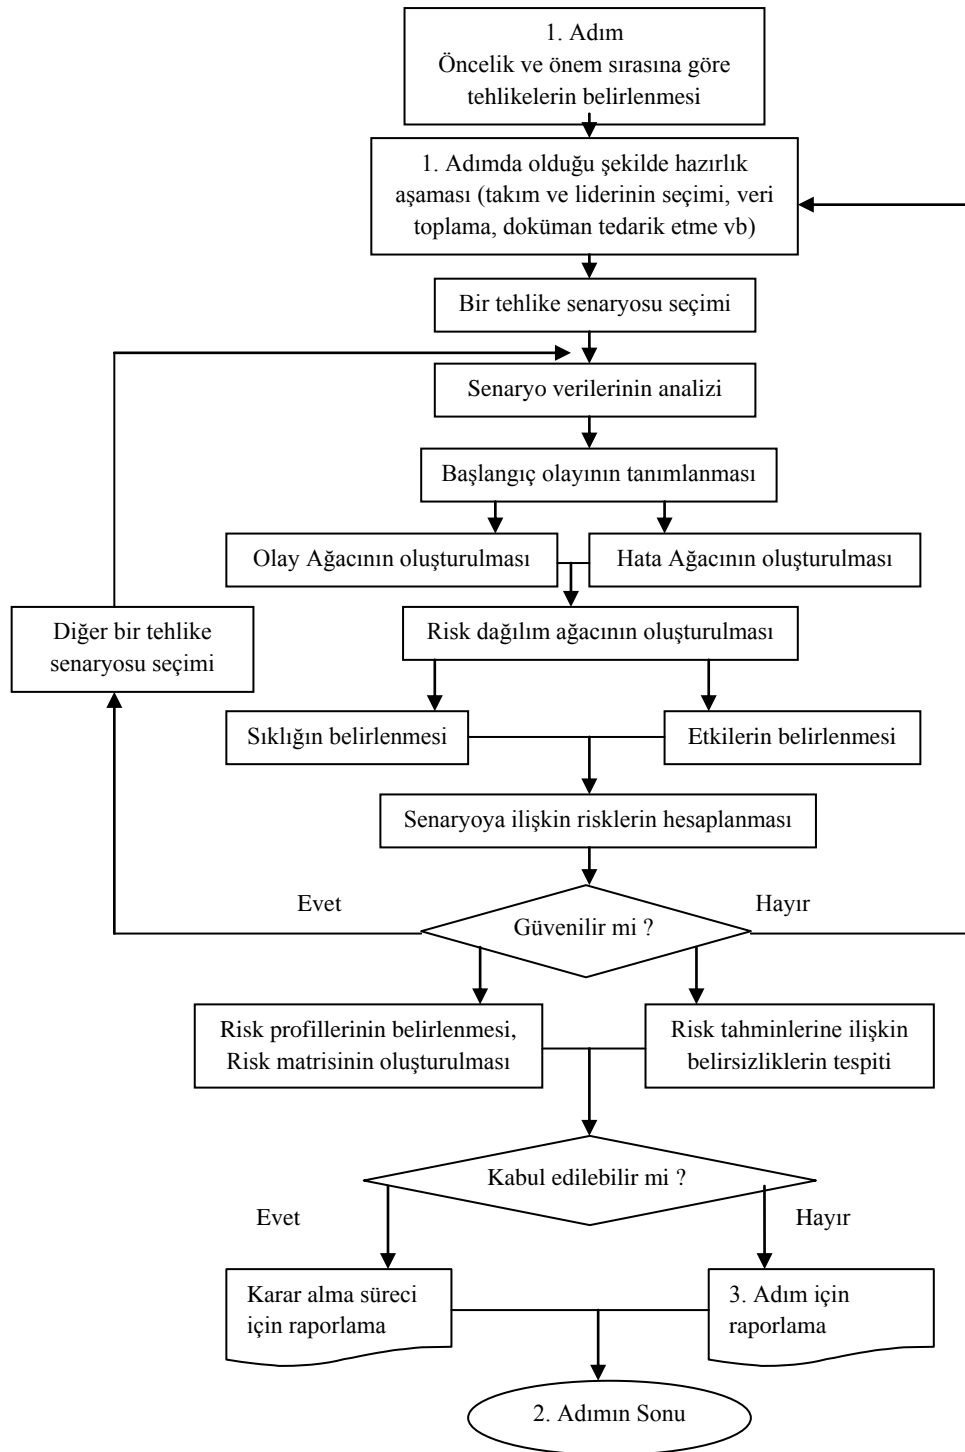 1. Adım
Öncelik ve önem sırasına göre
tehlikelerin belirlenmesi
1. Adımda olduğu şekilde hazırlık
aşaması (takım ve liderinin seçimi, veri
toplama, doküman tedarik etme vb)
Bir tehlike senaryosu seçimi
Senaryo verilerinin analizi
Başlangıç olayının tanımlanması
Olay Ağacının oluşturulması
Hata Ağacının oluşturulması
Diğer bir tehlike
senaryosu seçimi
Risk dağılım ağacının oluşturulması
Sıklığın belirlenmesi
Etkilerin belirlenmesi
Senaryoya ilişkin risklerin hesaplanması
Evet
Hayır
Güvenilir mi ?
Risk profillerinin belirlenmesi,
Risk matrisinin oluşturulması
Risk tahminlerine ilişkin
belirsizliklerin tespiti
Kabul edilebilir mi ?
Evet
Hayır
Karar alma süreci
için raporlama
3. Adım için
raporlama
2. Adımın Sonu